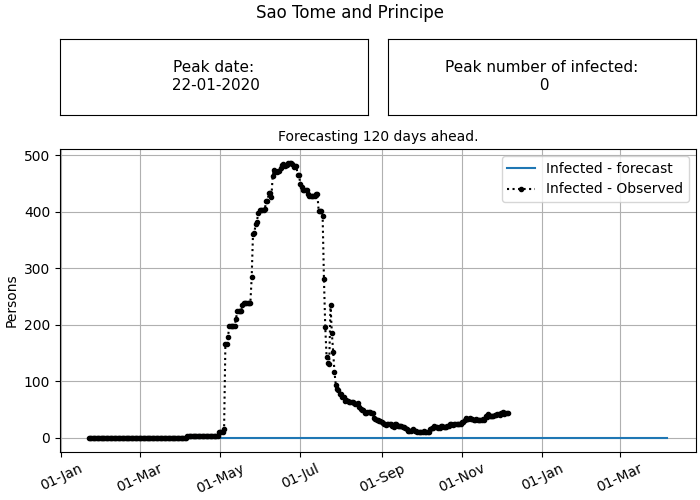 Sao Tome and Principe
Peak date:
22-01-2020
Peak number of infected:
0
Forecasting 120 days ahead.
Infected - forecast
Infected - Observed
Persons
500
400
300
200
100
0
01-Jan
01-Mar
01-May
01-Jul
01-Sep
01-Nov
01-Jan
01-Mar